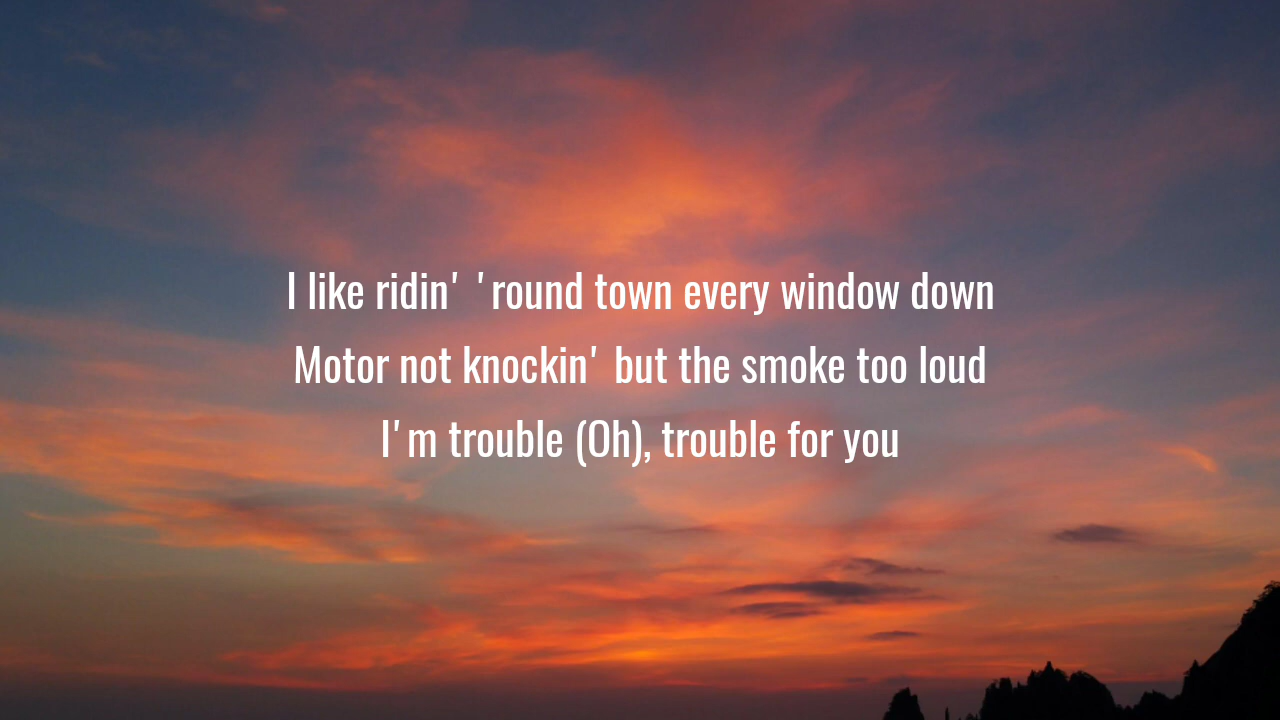 I like ridin' 'round town every window down
Motor not knockin' but the smoke too loud
I'm trouble (Oh), trouble for you